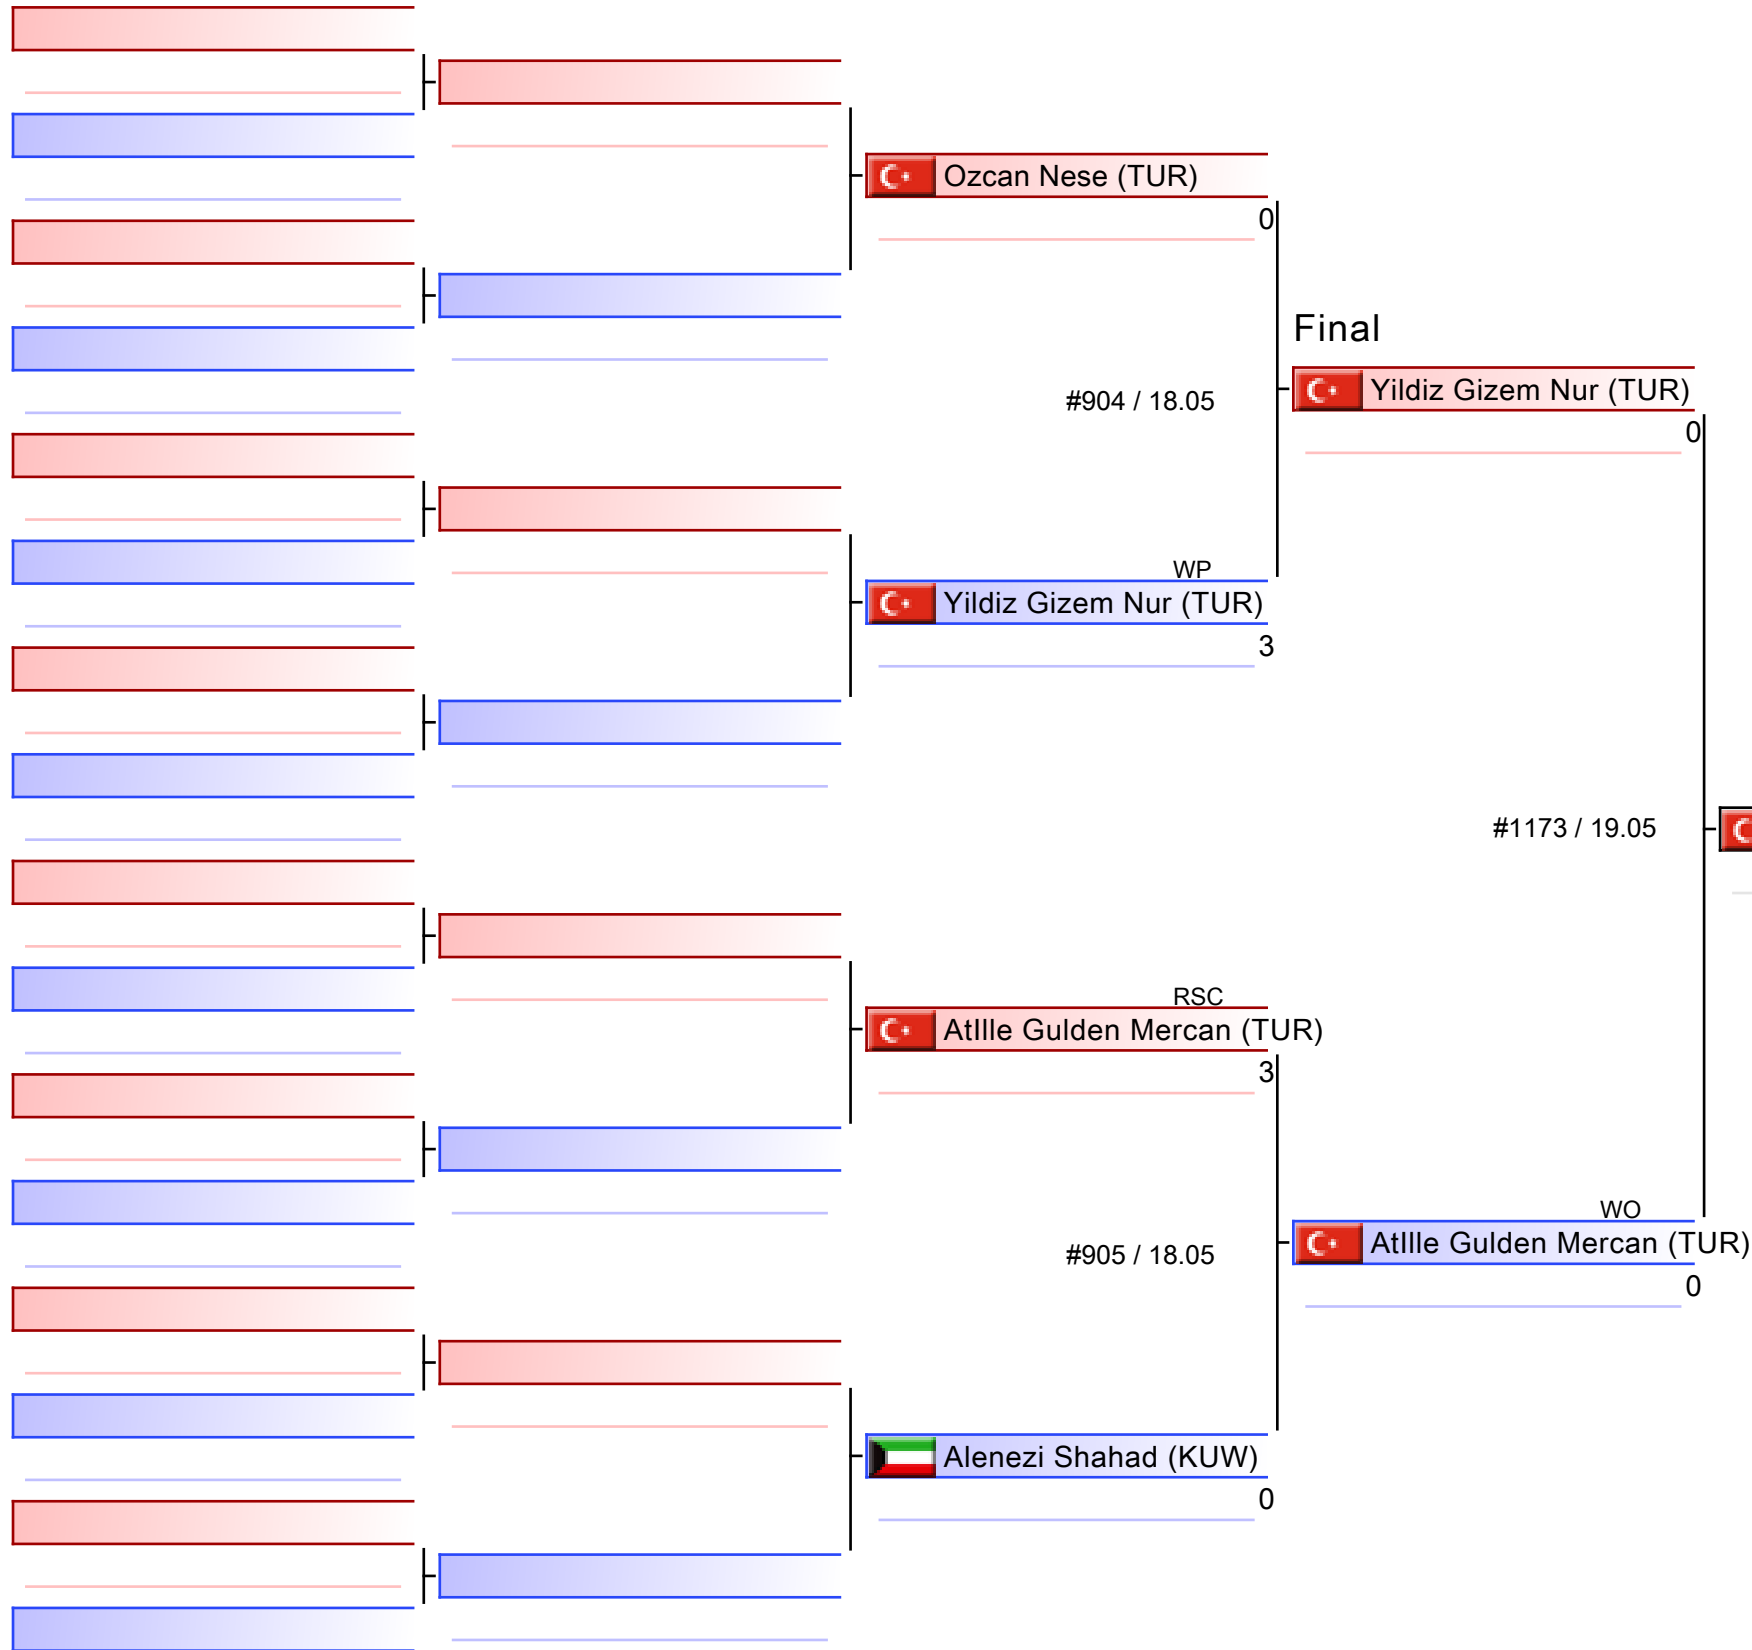 Ozcan Nese (TUR)
0
Final
#904 / 18.05
Yildiz Gizem Nur (TUR)
0
WP
Yildiz Gizem Nur (TUR)
3
#1173 / 19.05
RSC
AtIlle Gulden Mercan (TUR)
3
#905 / 18.05
WO
AtIlle Gulden Mercan (TUR)
0
Alenezi Shahad (KUW)
0